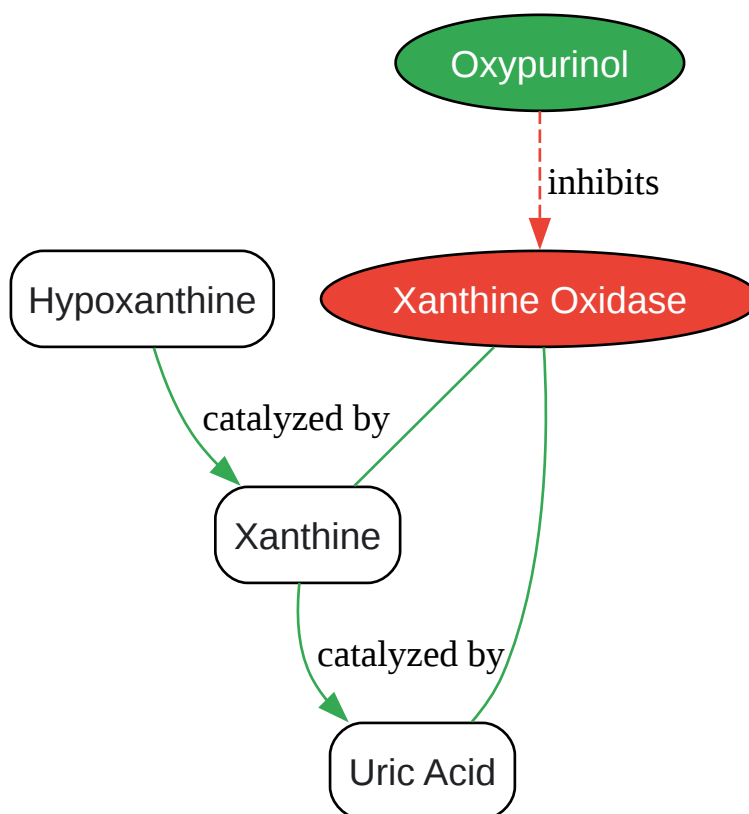 Oxypurinol
inhibits
Hypoxanthine
Xanthine Oxidase
catalyzed by
Xanthine
catalyzed by
Uric Acid